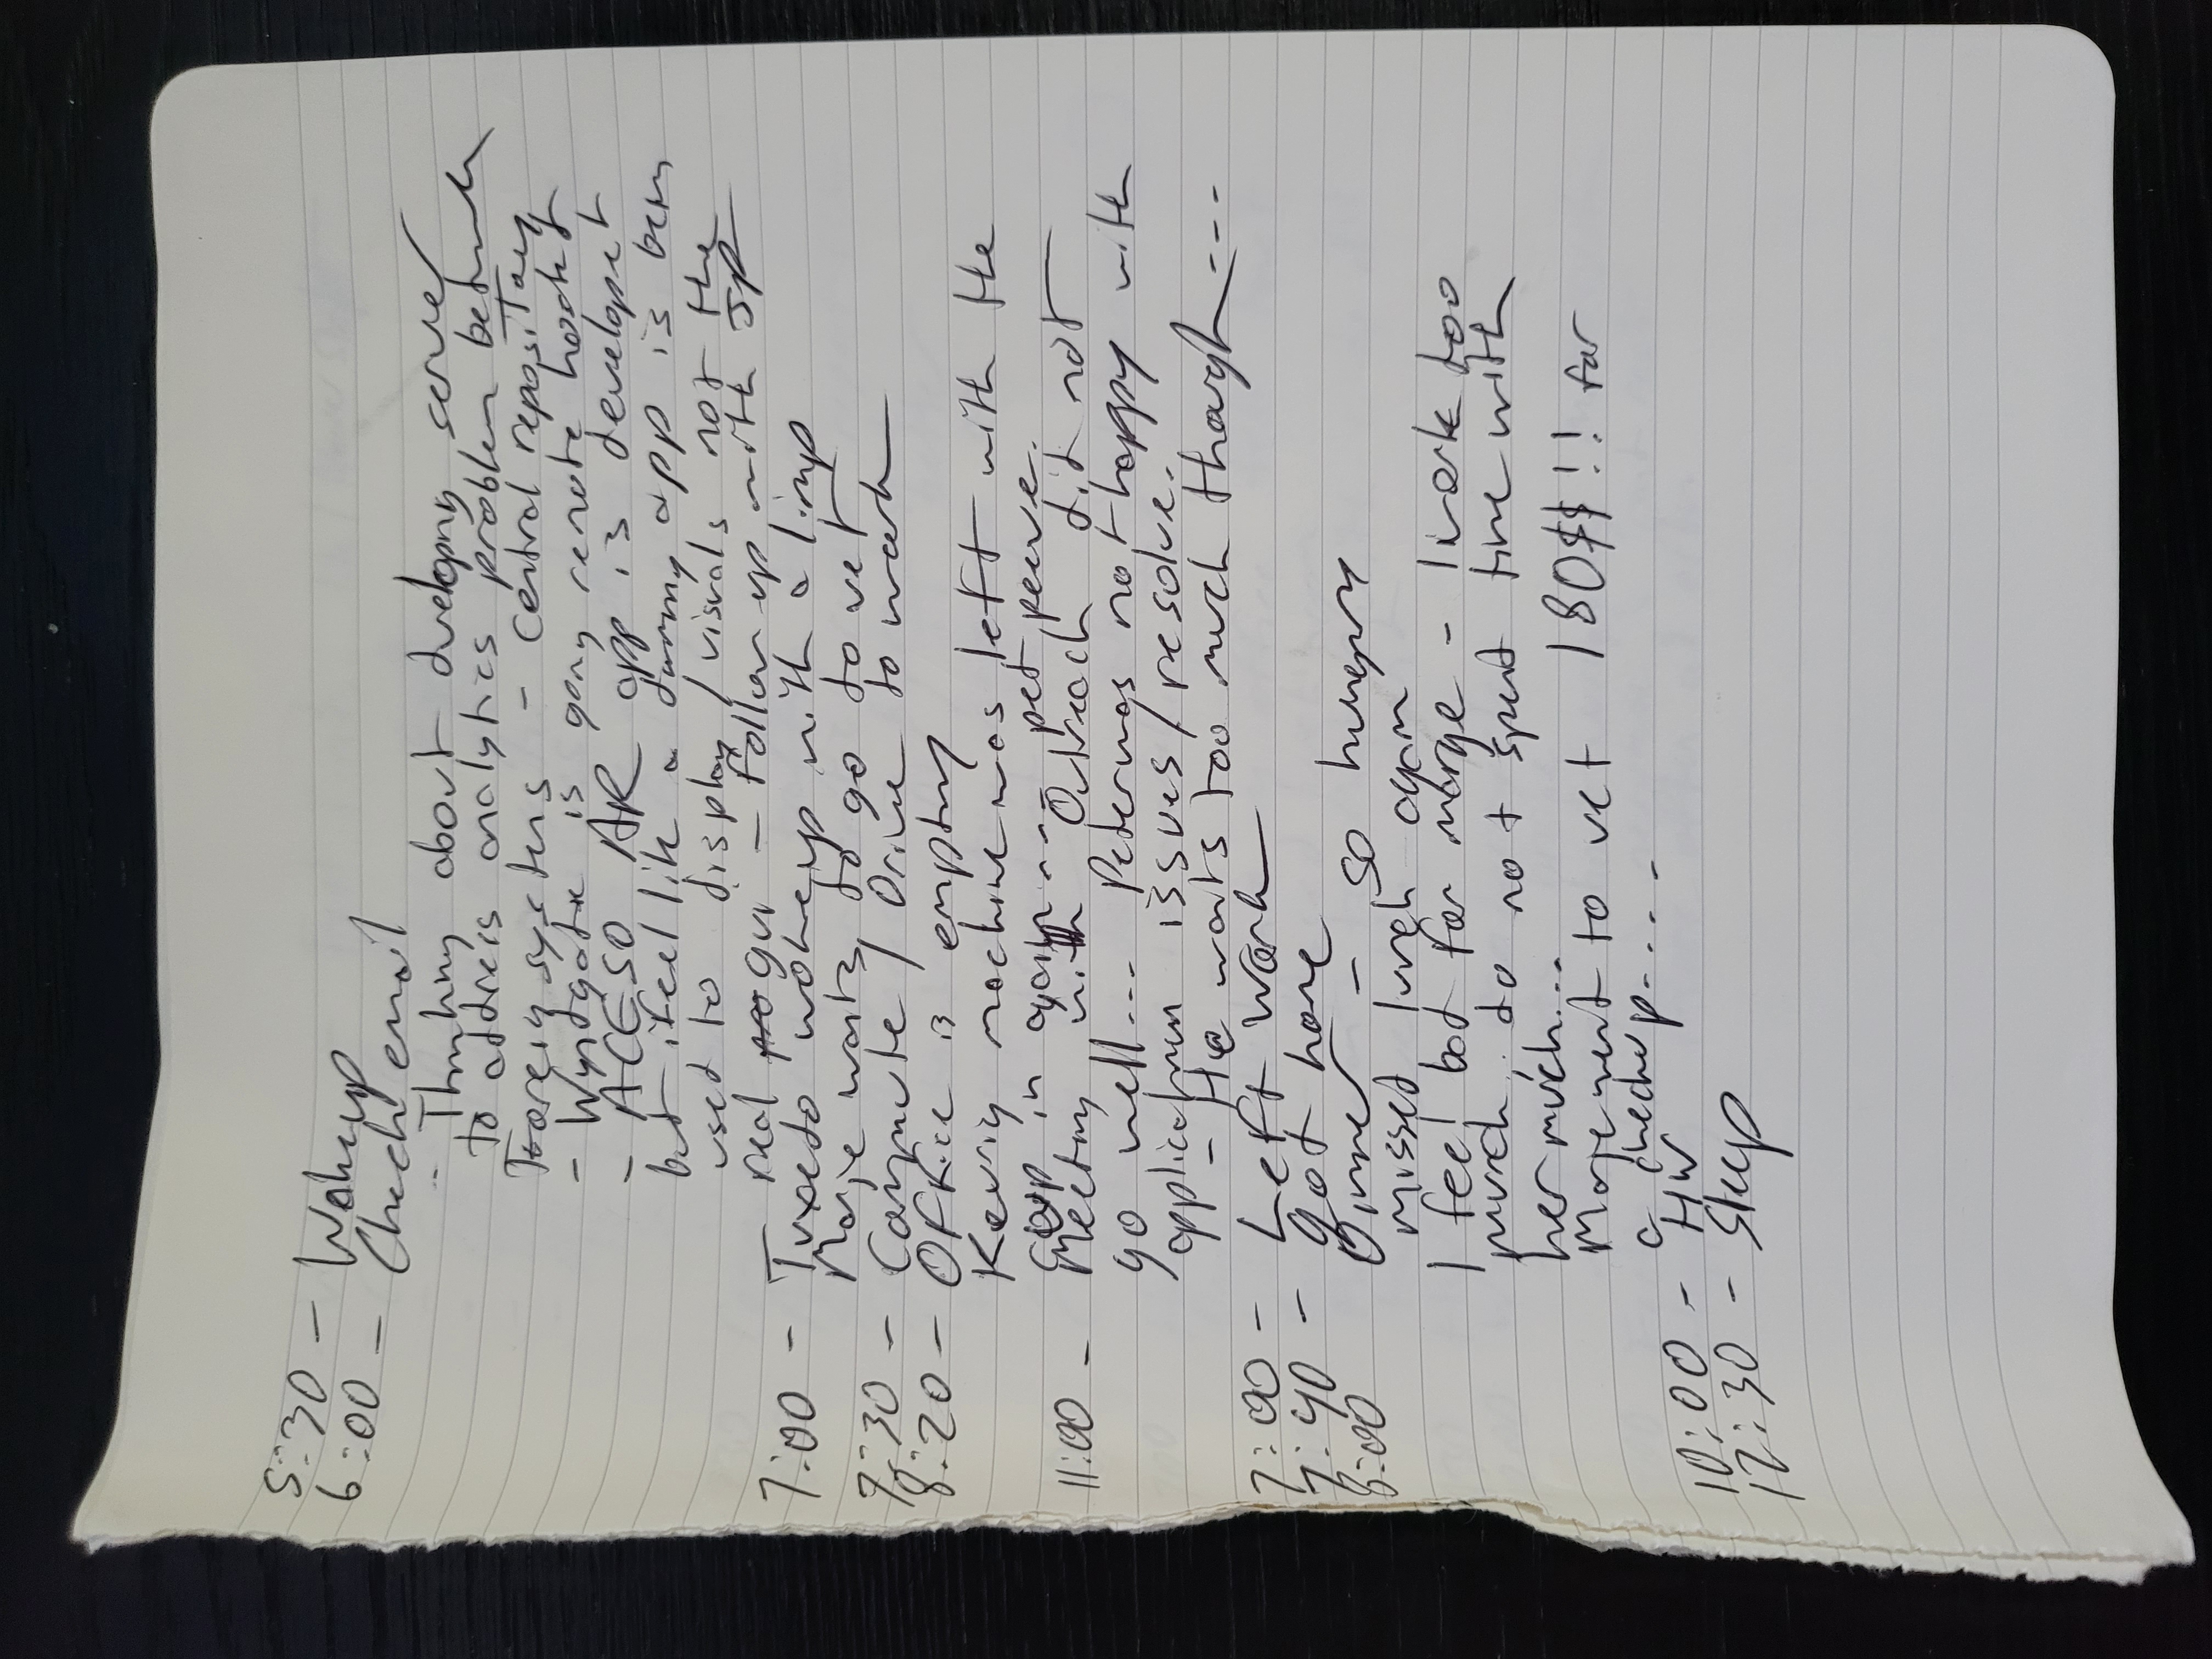 5:30 - Wakeup
6:00 - Check email
- Thinking about developing server
to address analytics problem between
Foreign systems - central repository
- Wyndgate is going remote hooket
- ACESO AR app is developed
but i feel like a dummy app is being
used to display / visuals not the
real gui - Follow up with JP
7:00 - Tuxedo wokeup with a limp
Marje wants to go to vet
7:30 - Commute / Drive to work
8:20 - Office is empty
Keurig machine was left with the
cup in again.... pet peeve.
11:00 - Meeting with Outreach did not
go well... Peter was not happy with
application issues / resolve.
- He wants too much though---
7:00 - Left Work
7:40 - got home
8:00 Dinner - so hungry
missed lunch again
I feel bad for marge - I work too
much, do not spend time with
her much...
Marje went to vet 180$$!! for
a checkup....
10:00 - HW
12:30 - Sleep